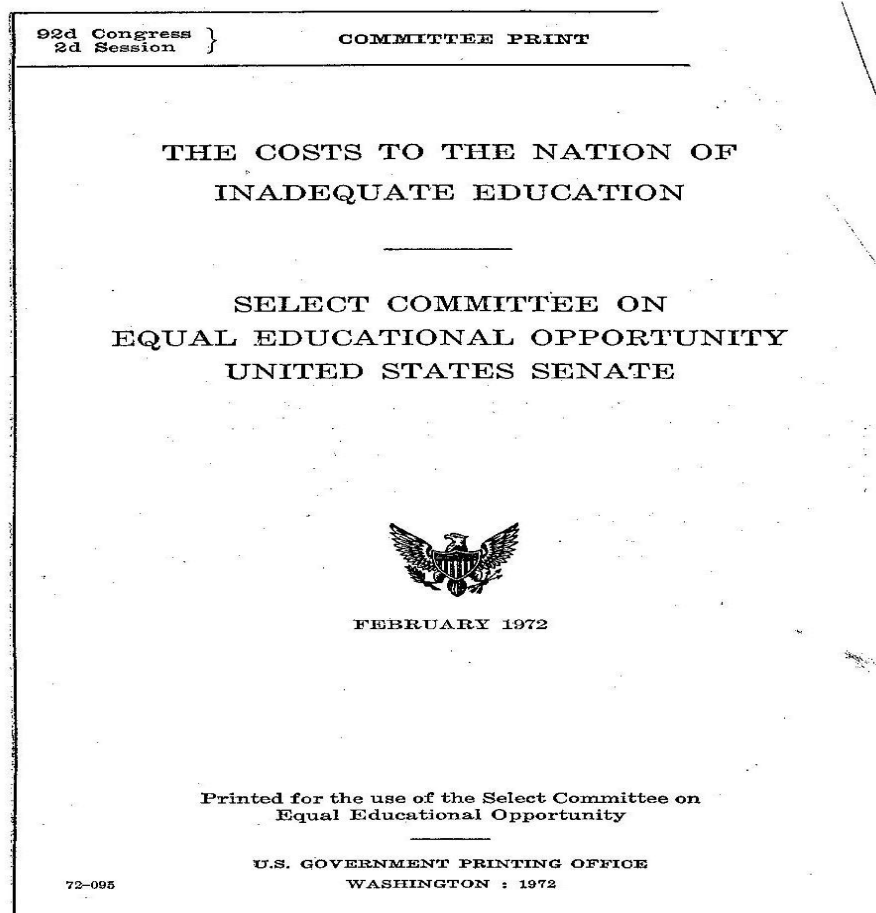 92d Congress
2d Session } COMMITTEE PRINT
THE COSTS TO THE NATION OF
INADEQUATE EDUCATION
SELECT COMMITTEE ON
EQUAL EDUCATIONAL OPPORTUNITY
UNITED STATES SENATE
FEBRUARY 1972
Printed for the use of the Select Committee on
Equal Educational Opportunity
U.S. GOVERNMENT PRINTING OFFICE
72-095 WASHINGTON : 1972